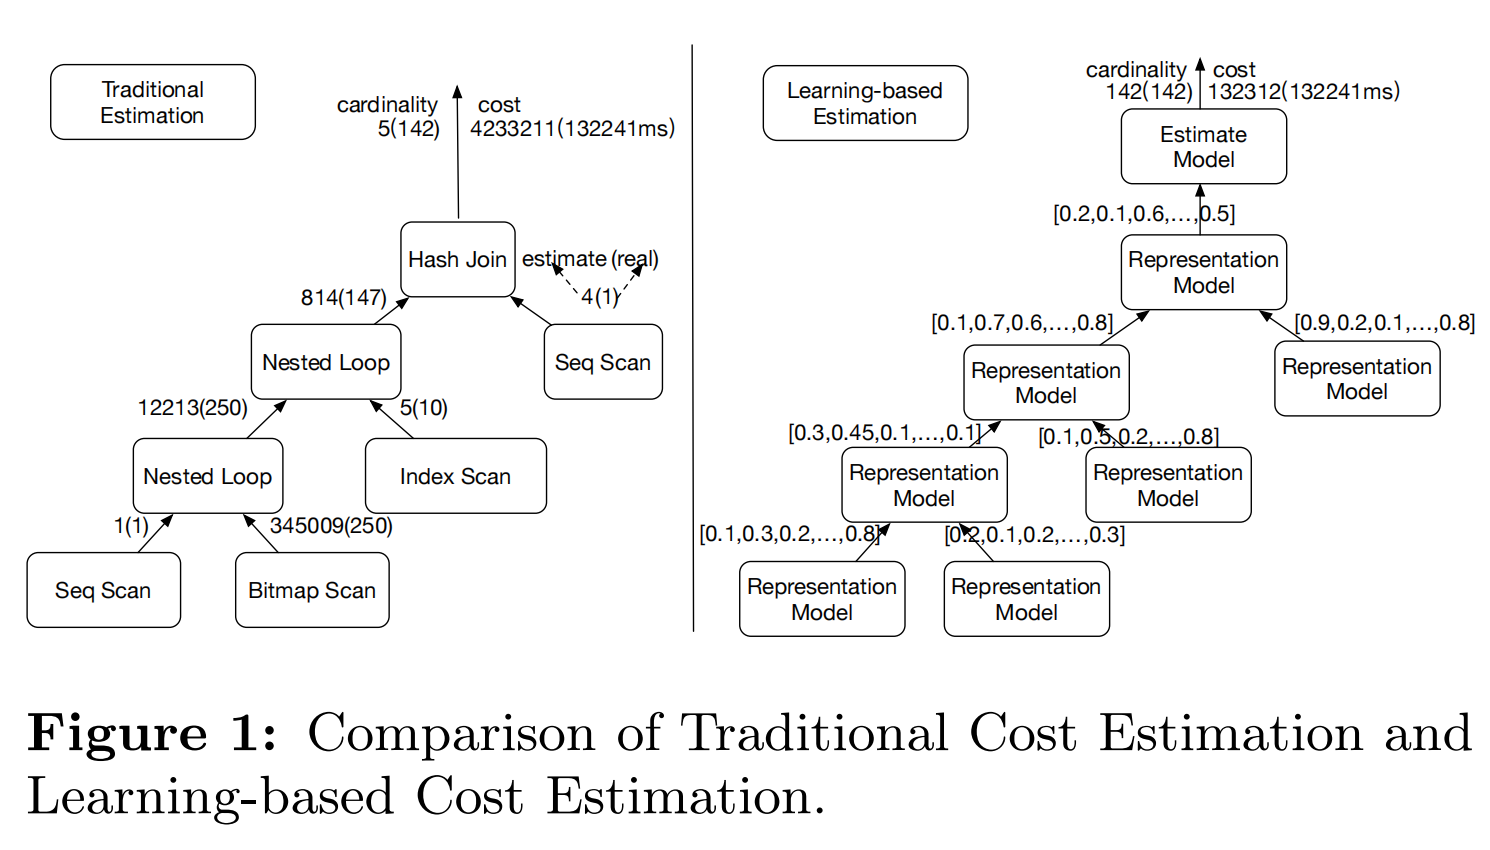 Traditional
Estimation
cardinality
cost
5(142)
4233211(132241ms)
Hash Join
estimate (real)
814(147)
4(1)
Nested Loop
Seq Scan
12213(250)
5(10)
Nested Loop
Index Scan
1(1)
345009(250)
Seq Scan
Bitmap Scan
Learning-based
Estimation
cardinality
cost
142(142)
132312(132241ms)
Estimate
Model
[0.2,0.1,0.6,...,0.5]
Representation
Model
[0.1,0.7,0.6,...,0.8]
[0.9,0.2,0.1,...,0.8]
Representation
Model
Representation
Model
[0.3,0.45,0.1,...,0.1]
[0.1,0.5,0.2,...,0.8]
Representation
Model
Representation
Model
[0.1,0.3,0.2,...,0.8]
[0.2,0.1,0.2,...,0.3]
Representation
Model
Representation
Model
Figure 1: Comparison of Traditional Cost Estimation and
Learning-based Cost Estimation.